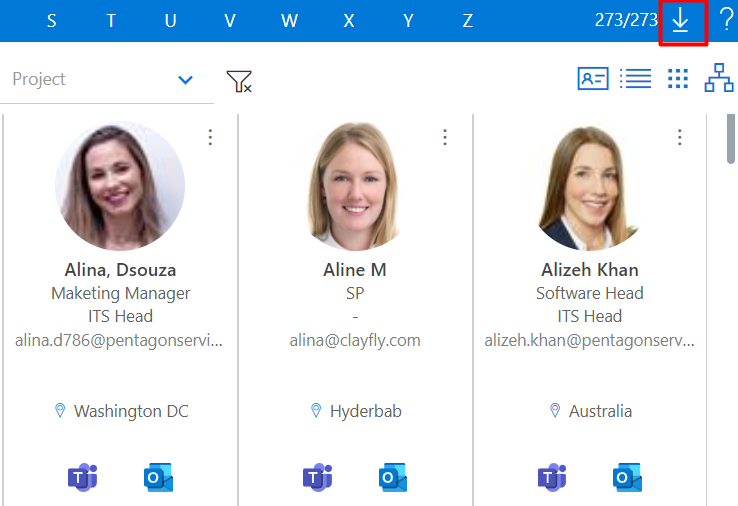 S T U V W X Y Z 273/273 ?
Project
Alina, Dsouza
Maketing Manager
ITS Head
alina.d786@pentagonservi...
Washington DC
Aline M
SP
-
alina@clayfly.com
Hyderbab
Alizeh Khan
Software Head
ITS Head
alizeh.khan@pentagonserv...
Australia
T O T O T O